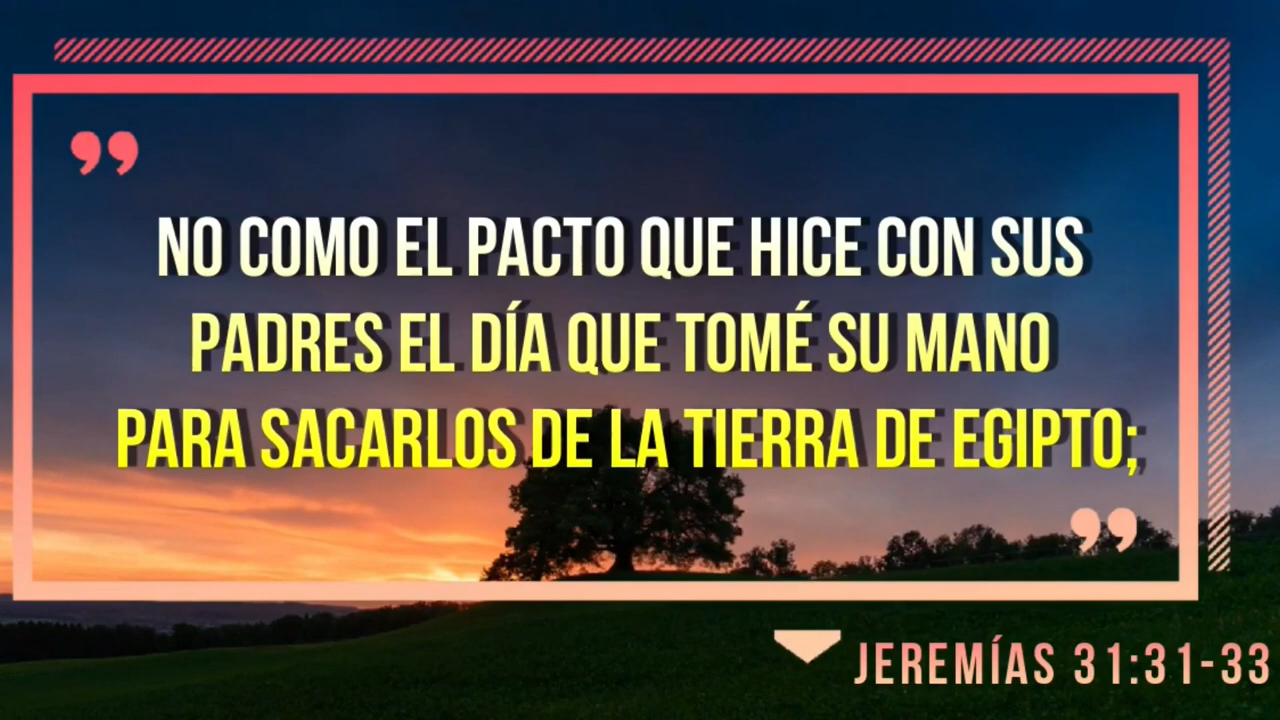 ”
NO COMO EL PACTO QUE HICE CON SUS
PADRES EL DÍA QUE TOMÉ SU MANO
PARA SACARLOS DE LA TIERRA DE EGIPTO;
”
JEREMÍAS 31:31-33